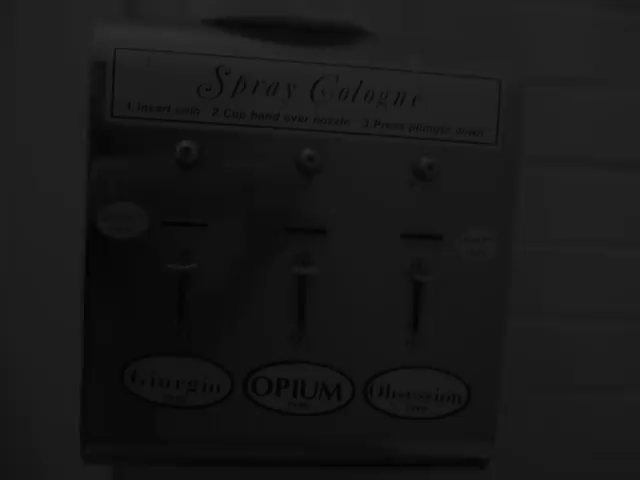 Spray Cologne
1.Insert coin 2.Cup hand over nozzle 3.Press plunger down
Giorgio
OPIUM
Obsession